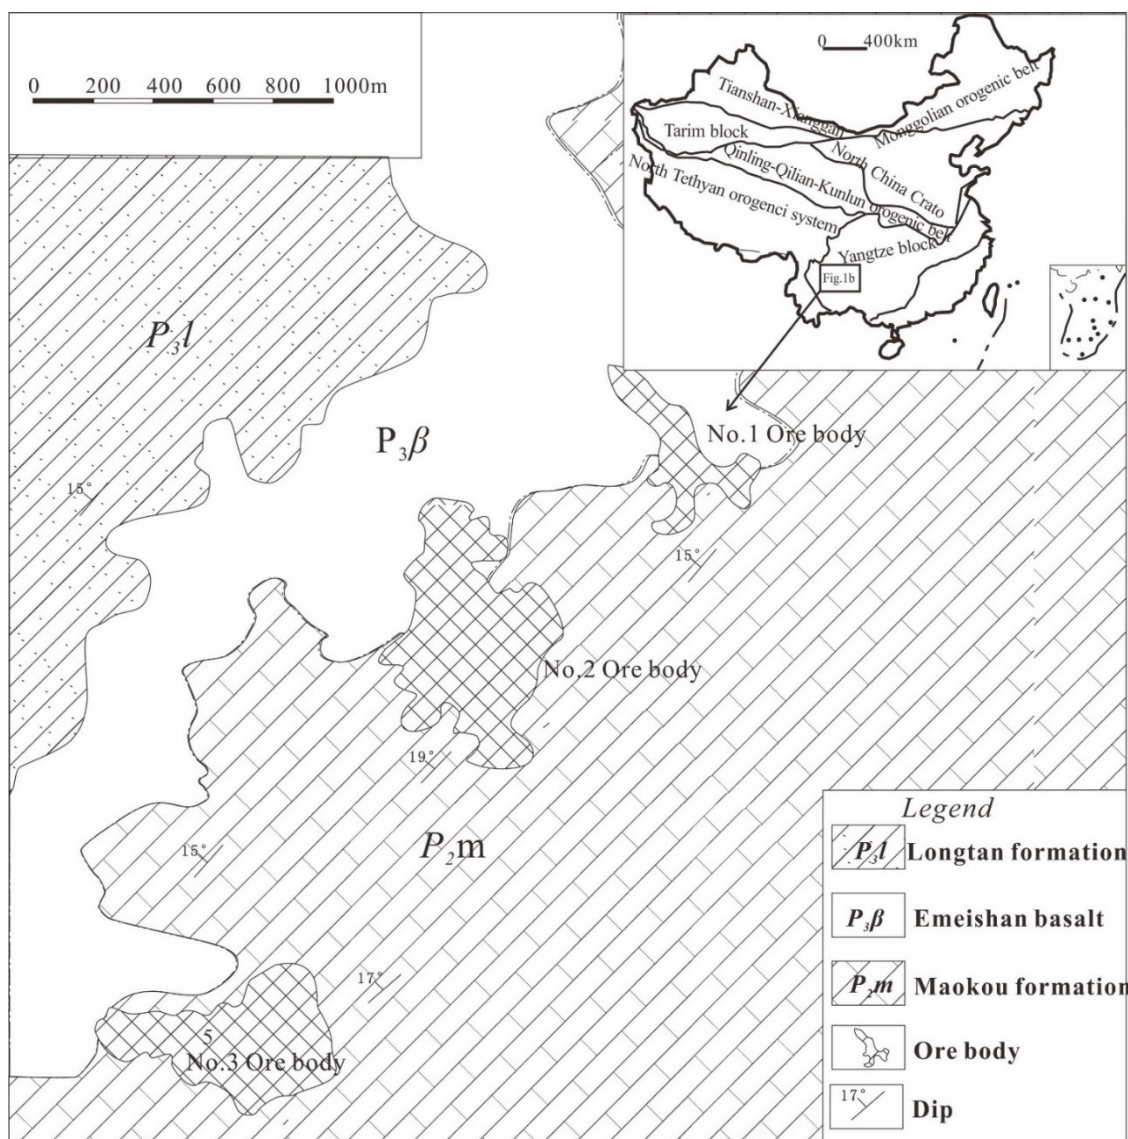 0 200 400 600 800 1000m
0 400km
Tianshan-Xianggan
Monggolian orogenic belt
Tarim block
North China Crato
Qinling-Qilian-Kunlun orogenic belt
North Tethyan orogenci system
Yangtze block
Fig.1b
P₃l
P₃β
No.1 Ore body
15°
15°
No.2 Ore body
19°
P₂m
15°
17°
5
No.3 Ore body
Legend
P₃l Longtan formation
P₃β Emeishan basalt
P₂m Maokou formation
Ore body
17° Dip